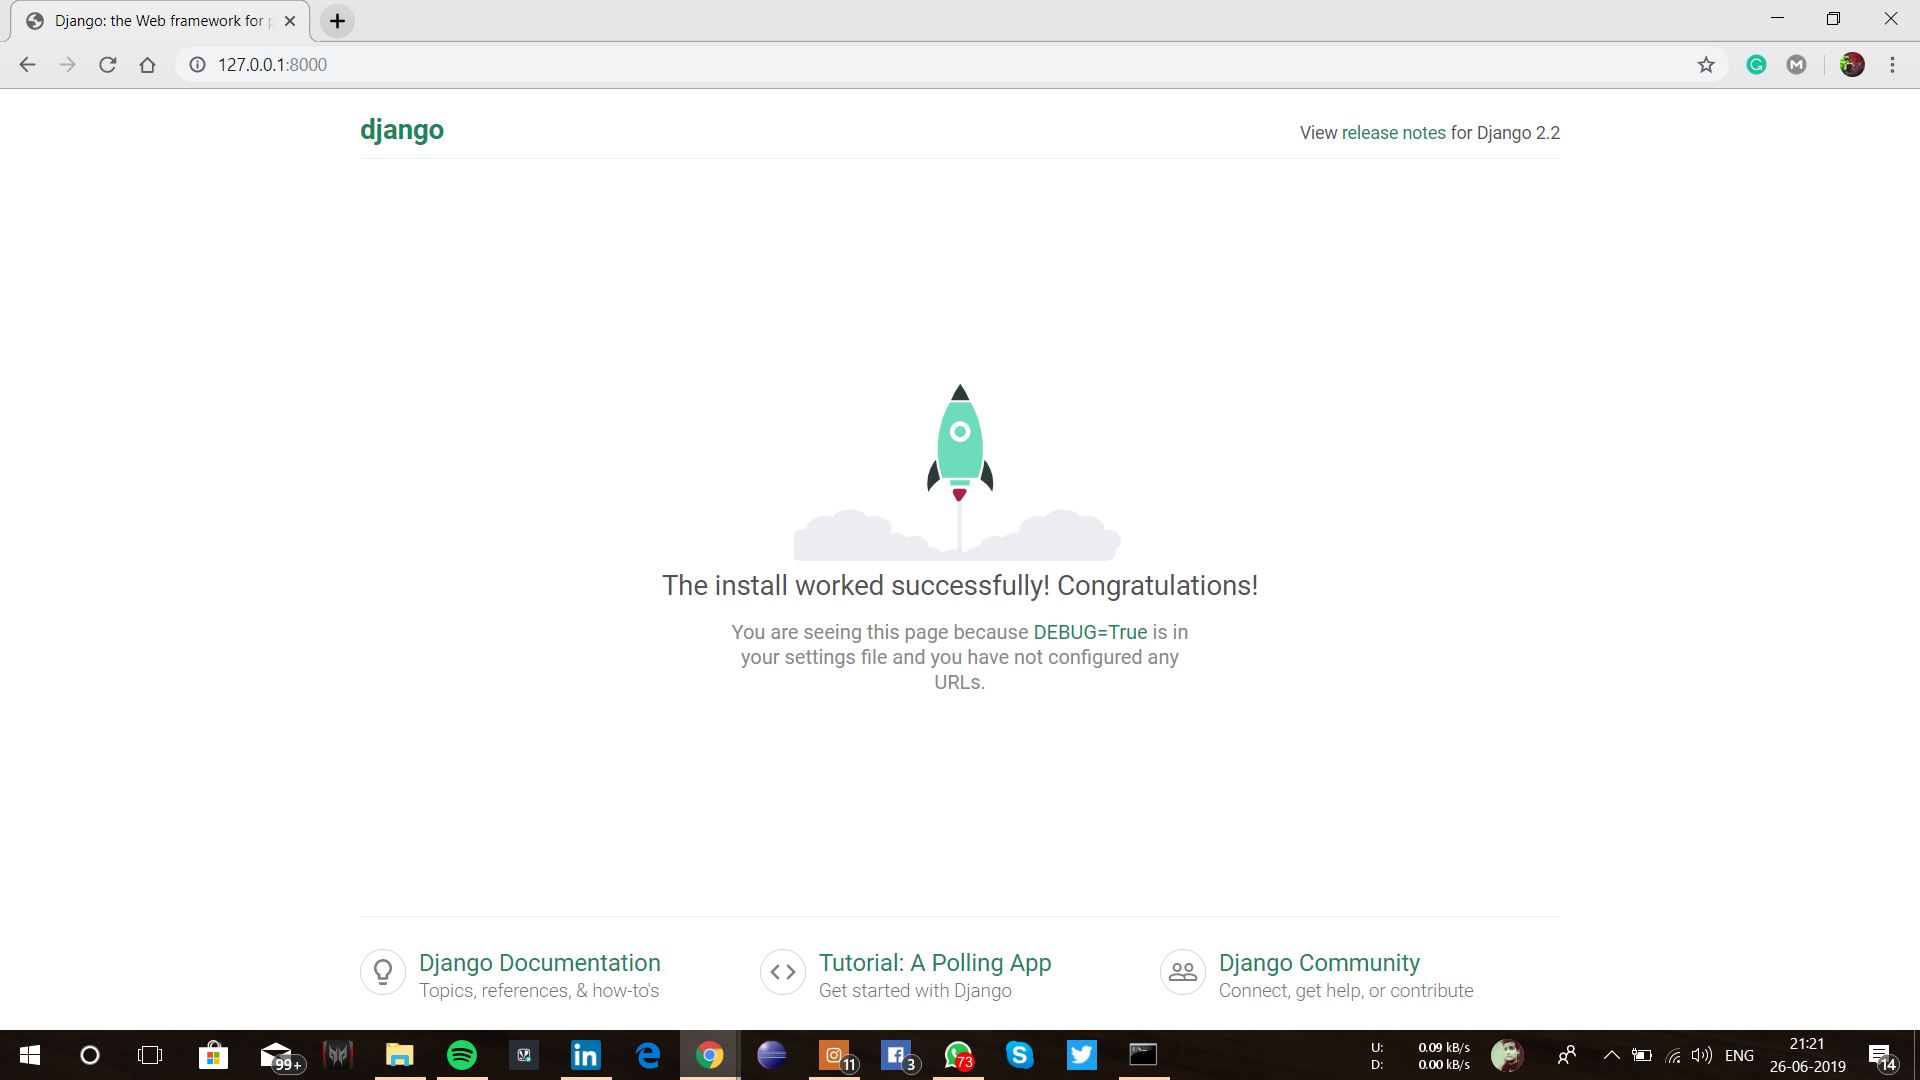 Django: the Web framework for p
127.0.0.1:8000
django
View release notes for Django 2.2
The install worked successfully! Congratulations!
You are seeing this page because DEBUG=True is in
your settings file and you have not configured any
URLs.
Django Documentation
Topics, references, & how-to's
Tutorial: A Polling App
Get started with Django
Django Community
Connect, get help, or contribute
99+
in
11
3
73
U: 0.09 kB/s
D: 0.00 kB/s
ENG
21:21
26-06-2019
14